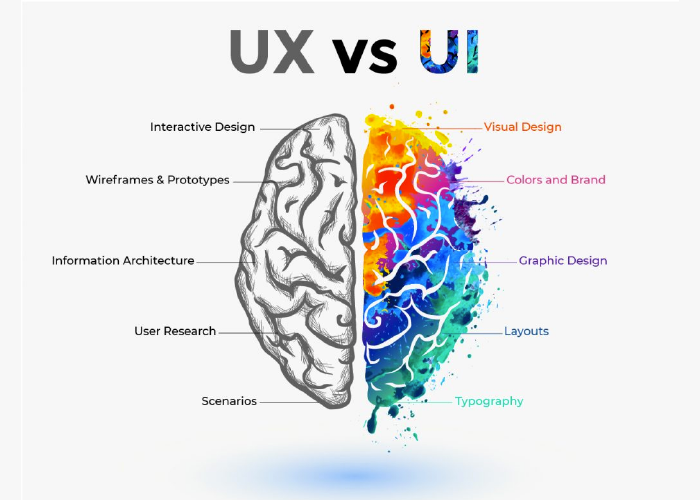 UX vs UI
Interactive Design
Visual Design
Wireframes & Prototypes
Colors and Brand
Information Architecture
Graphic Design
User Research
Layouts
Scenarios
Typography